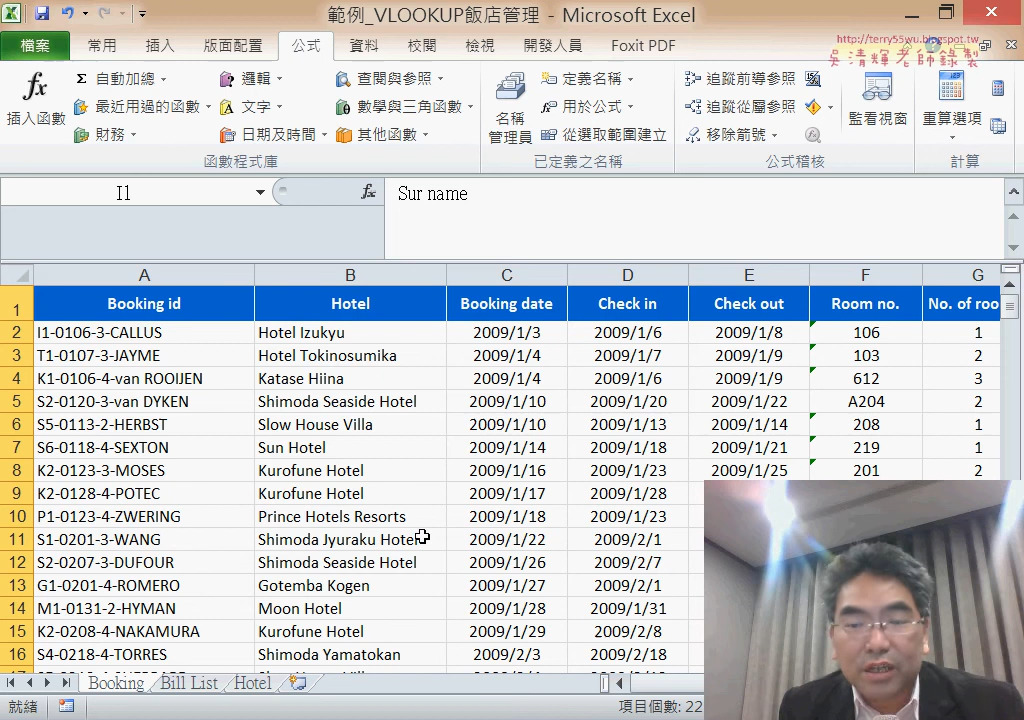 範例_VLOOKUP飯店管理 - Microsoft Excel
http://terry55wu.blogspot.tw
吳清輝老師錄製
檔案 常用 插入 版面配置 公式 資料 校閱 檢視 開發人員 Foxit PDF
fx 插入函數
Σ 自動加總 邏輯 查閱與參照
最近用過的函數 文字 數學與三角函數
財務 日期及時間 其他函數
函數程式庫
名稱管理員
定義名稱
用於公式
從選取範圍建立
已定義之名稱
追蹤前導參照
追蹤從屬參照
移除箭號
公式稽核
監看視窗
重算選項
計算
I1 fx Sur name
A B C D E F G
1 Booking id Hotel Booking date Check in Check out Room no. No. of roo
2 I1-0106-3-CALLUS Hotel Izukyu 2009/1/3 2009/1/6 2009/1/8 106 1
3 T1-0107-3-JAYME Hotel Tokinosumika 2009/1/4 2009/1/7 2009/1/9 103 2
4 K1-0106-4-van ROOIJEN Katase Hiina 2009/1/4 2009/1/6 2009/1/9 612 3
5 S2-0120-3-van DYKEN Shimoda Seaside Hotel 2009/1/10 2009/1/20 2009/1/22 A204 2
6 S5-0113-2-HERBST Slow House Villa 2009/1/10 2009/1/13 2009/1/14 208 1
7 S6-0118-4-SEXTON Sun Hotel 2009/1/14 2009/1/18 2009/1/21 219 1
8 K2-0123-3-MOSES Kurofune Hotel 2009/1/16 2009/1/23 2009/1/25 201 2
9 K2-0128-4-POTEC Kurofune Hotel 2009/1/17 2009/1/28
10 P1-0123-4-ZWERING Prince Hotels Resorts 2009/1/18 2009/1/23
11 S1-0201-3-WANG Shimoda Jyuraku Hotel 2009/1/22 2009/2/1
12 S2-0207-3-DUFOUR Shimoda Seaside Hotel 2009/1/26 2009/2/7
13 G1-0201-4-ROMERO Gotemba Kogen 2009/1/27 2009/2/1
14 M1-0131-2-HYMAN Moon Hotel 2009/1/28 2009/1/31
15 K2-0208-4-NAKAMURA Kurofune Hotel 2009/1/29 2009/2/8
16 S4-0218-4-TORRES Shimoda Yamatokan 2009/2/3 2009/2/18
Booking Bill List Hotel
就緒 項目個數: 22